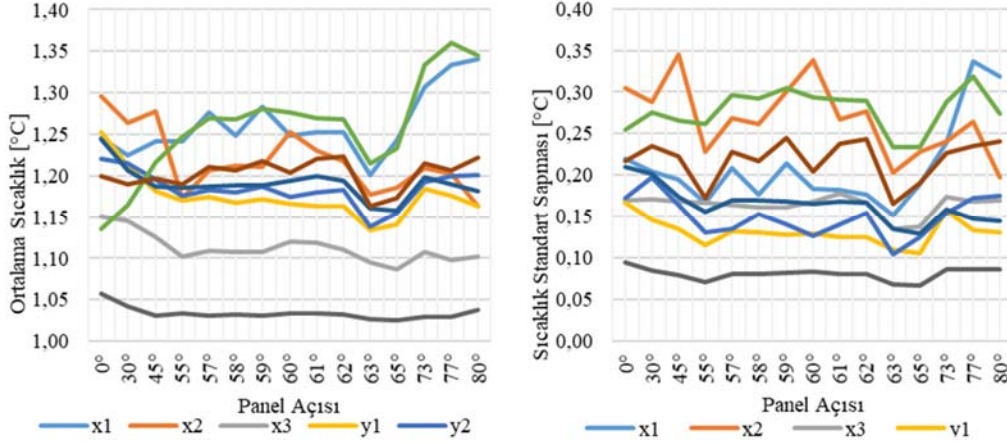 Ortalama Sıcaklık [°C]
1,40
1,35
1,30
1,25
1,20
1,15
1,10
1,05
1,00
0° 30° 45° 55° 57° 58° 59° 60° 61° 62° 63° 65° 73° 77° 80°
Panel Açısı
x1 x2 x3 y1 y2
Sıcaklık Standart Sapması [°C]
0,40
0,35
0,30
0,25
0,20
0,15
0,10
0,05
0,00
0° 30° 45° 55° 57° 58° 59° 60° 61° 62° 63° 65° 73° 77° 80°
Panel Açısı
x1 x2 x3 y1